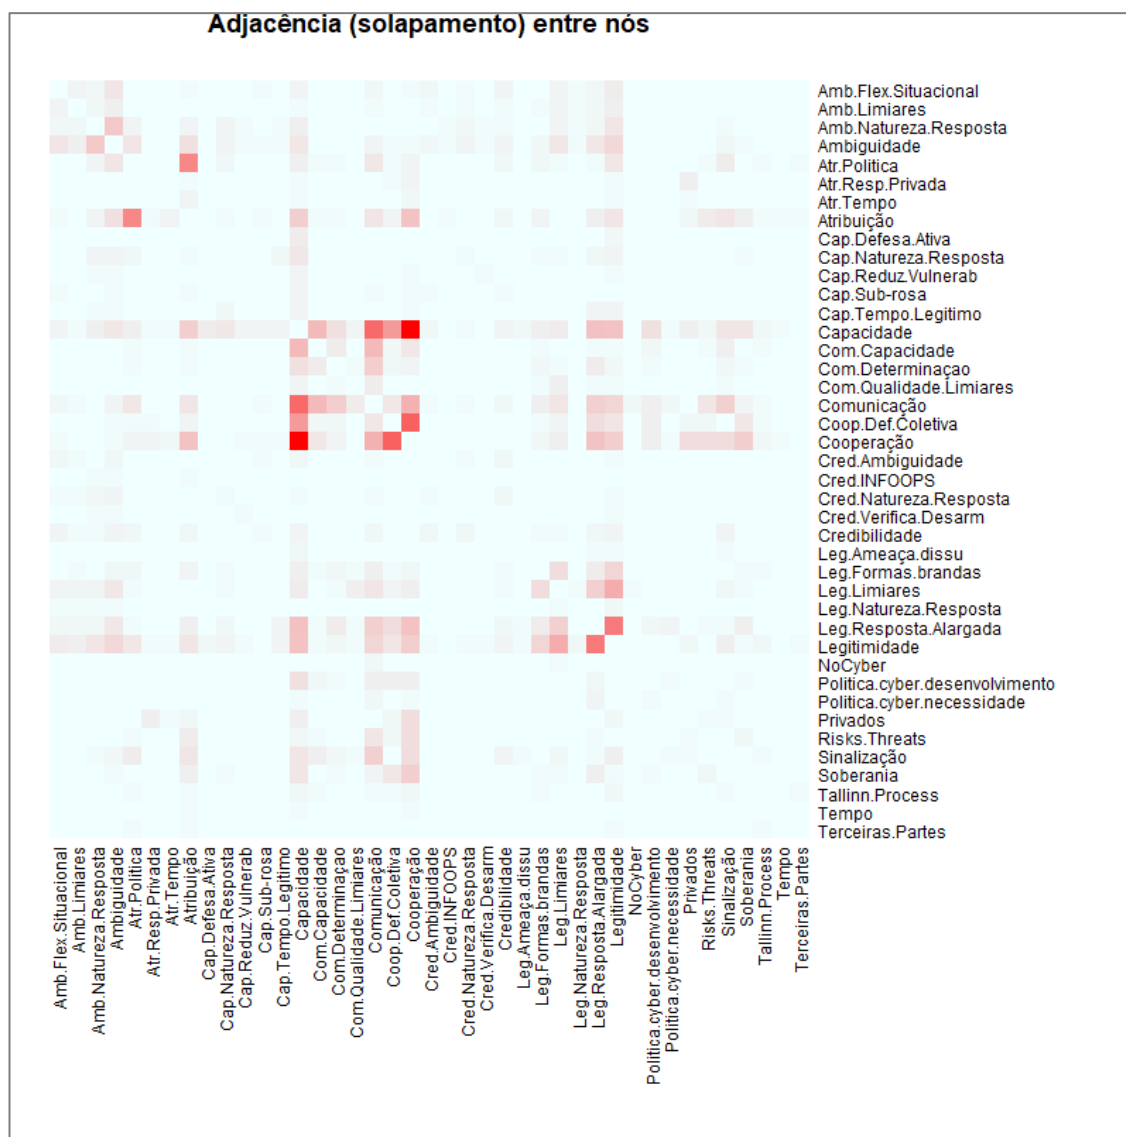 Adjacência (solapamento) entre nós
Amb.Flex.Situacional
Amb.Limiares
Amb.Natureza.Resposta
Ambiguidade
Atr.Politica
Atr.Resp.Privada
Atr.Tempo
Atribuição
Cap.Defesa.Ativa
Cap.Natureza.Resposta
Cap.Reduz.Vulnerab
Cap.Sub-rosa
Cap.Tempo.Legitimo
Capacidade
Com.Capacidade
Com.Determinaçao
Com.Qualidade.Limiares
Comunicação
Coop.Def.Coletiva
Cooperação
Cred.Ambiguidade
Cred.INFOOPS
Cred.Natureza.Resposta
Cred.Verifica.Desarm
Credibilidade
Leg.Ameaça.dissu
Leg.Formas.brandas
Leg.Limiares
Leg.Natureza.Resposta
Leg.Resposta.Alargada
Legitimidade
NoCyber
Politica.cyber.desenvolvimento
Politica.cyber.necessidade
Privados
Risks.Threats
Sinalização
Soberania
Tallinn.Process
Tempo
Terceiras.Partes
Amb.Flex.Situacional
Amb.Limiares
Amb.Natureza.Resposta
Ambiguidade
Atr.Politica
Atr.Resp.Privada
Atr.Tempo
Atribuição
Cap.Defesa.Ativa
Cap.Natureza.Resposta
Cap.Reduz.Vulnerab
Cap.Sub-rosa
Cap.Tempo.Legitimo
Capacidade
Com.Capacidade
Com.Determinaçao
Com.Qualidade.Limiares
Comunicação
Coop.Def.Coletiva
Cooperação
Cred.Ambiguidade
Cred.INFOOPS
Cred.Natureza.Resposta
Cred.Verifica.Desarm
Credibilidade
Leg.Ameaça.dissu
Leg.Formas.brandas
Leg.Limiares
Leg.Natureza.Resposta
Leg.Resposta.Alargada
Legitimidade
NoCyber
Politica.cyber.desenvolvimento
Politica.cyber.necessidade
Privados
Risks.Threats
Sinalização
Soberania
Tallinn.Process
Tempo
Terceiras.Partes